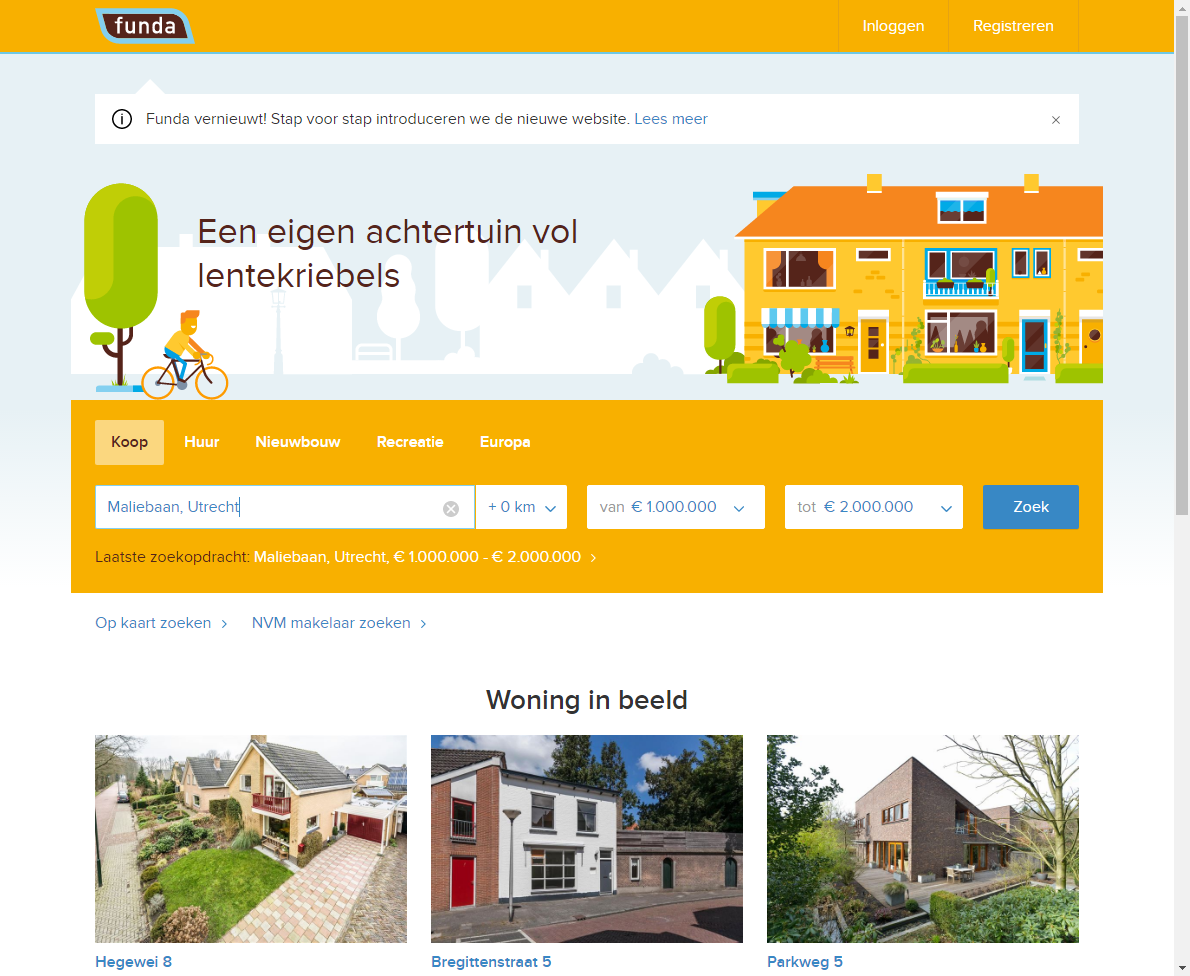 funda
Inloggen
Registreren
Funda vernieuwt! Stap voor stap introduceren we de nieuwe website. Lees meer
Een eigen achtertuin vol
lentekriebels
Koop
Huur
Nieuwbouw
Recreatie
Europa
Maliebaan, Utrecht
+ 0 km
van € 1.000.000
tot € 2.000.000
Zoek
Laatste zoekopdracht: Maliebaan, Utrecht, € 1.000.000 - € 2.000.000
Op kaart zoeken
NVM makelaar zoeken
Woning in beeld
Hegewei 8
Bregittenstraat 5
Parkweg 5